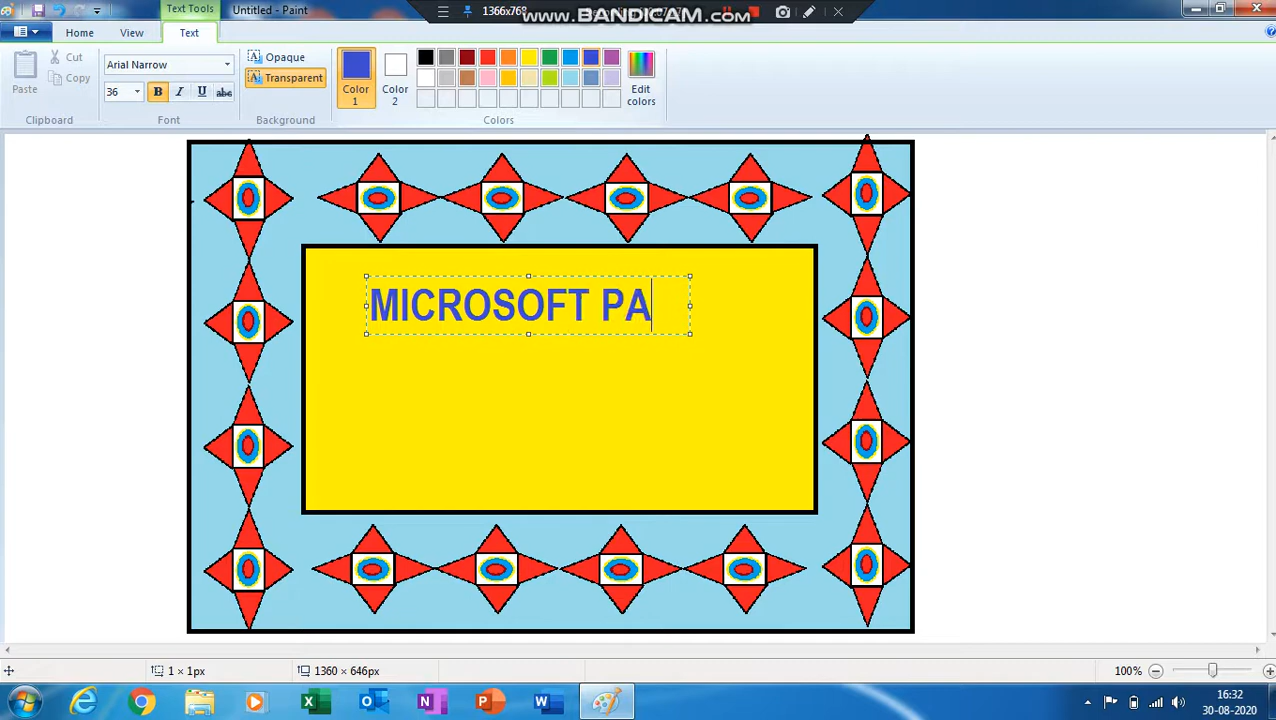 Text Tools
Untitled - Paint
1366x768
www.BANDICAM.com
Home
View
Text
Paste
Cut
Copy
Clipboard
Arial Narrow
36
B
I
U
abc
Font
Opaque
Transparent
Background
Color
1
Color
2
Edit
colors
Colors
MICROSOFT PA
1 × 1px
1360 × 646px
100%
16:32
30-08-2020